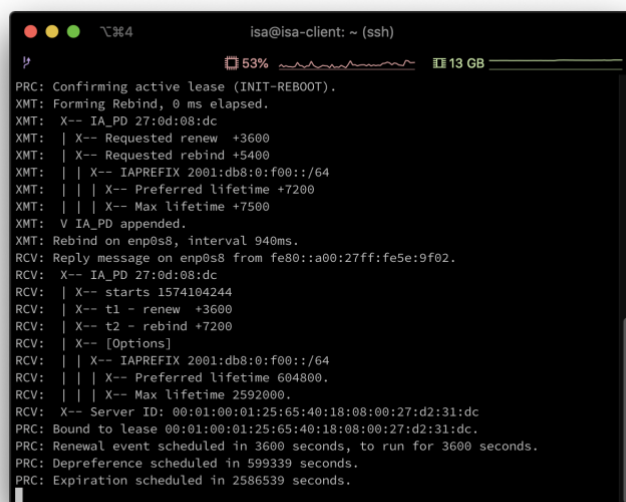 ⌥⌘4
isa@isa-client: ~ (ssh)
53%
13 GB
PRC: Confirming active lease (INIT-REBOOT).
XMT: Forming Rebind, 0 ms elapsed.
XMT:  X-- IA_PD 27:0d:08:dc
XMT:  | X-- Requested renew  +3600
XMT:  | X-- Requested rebind +5400
XMT:  | | X-- IAPREFIX 2001:db8:0:f00::/64
XMT:  | | | X-- Preferred lifetime +7200
XMT:  | | | X-- Max lifetime +7500
XMT:  V IA_PD appended.
XMT: Rebind on enp0s8, interval 940ms.
RCV: Reply message on enp0s8 from fe80::a00:27ff:fe5e:9f02.
RCV:  X-- IA_PD 27:0d:08:dc
RCV:  | X-- starts 1574104244
RCV:  | X-- t1 - renew  +3600
RCV:  | X-- t2 - rebind +7200
RCV:  | X-- [Options]
RCV:  | | X-- IAPREFIX 2001:db8:0:f00::/64
RCV:  | | | X-- Preferred lifetime 604800.
RCV:  | | | X-- Max lifetime 2592000.
RCV:  X-- Server ID: 00:01:00:01:25:65:40:18:08:00:27:d2:31:dc
PRC: Bound to lease 00:01:00:01:25:65:40:18:08:00:27:d2:31:dc.
PRC: Renewal event scheduled in 3600 seconds, to run for 3600 seconds.
PRC: Depreference scheduled in 599339 seconds.
PRC: Expiration scheduled in 2586539 seconds.